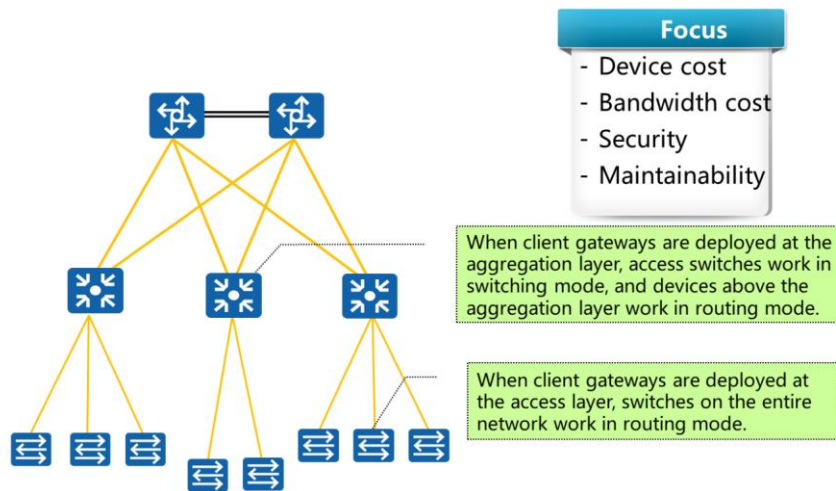 Focus
- Device cost
- Bandwidth cost
- Security
- Maintainability
When client gateways are deployed at the
aggregation layer, access switches work in
switching mode, and devices above the
aggregation layer work in routing mode.
When client gateways are deployed at
the access layer, switches on the entire
network work in routing mode.